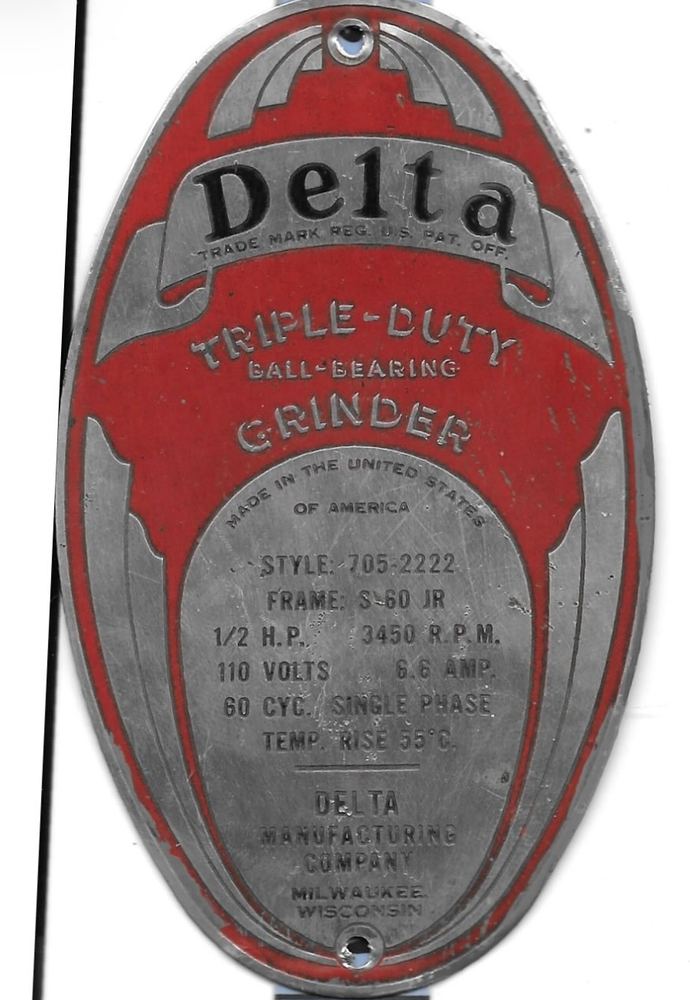 Delta
TRADE MARK REG. U.S. PAT. OFF.
TRIPLE-DUTY
BALL-BEARING
GRINDER
MADE IN THE UNITED STATES
OF AMERICA
STYLE: 705-2222
FRAME: S-60 JR
1/2 H.P. 3450 R.P.M.
110 VOLTS 6.6 AMP.
60 CYC. SINGLE PHASE
TEMP. RISE 55°C.
DELTA
MANUFACTURING
COMPANY
MILWAUKEE
WISCONSIN